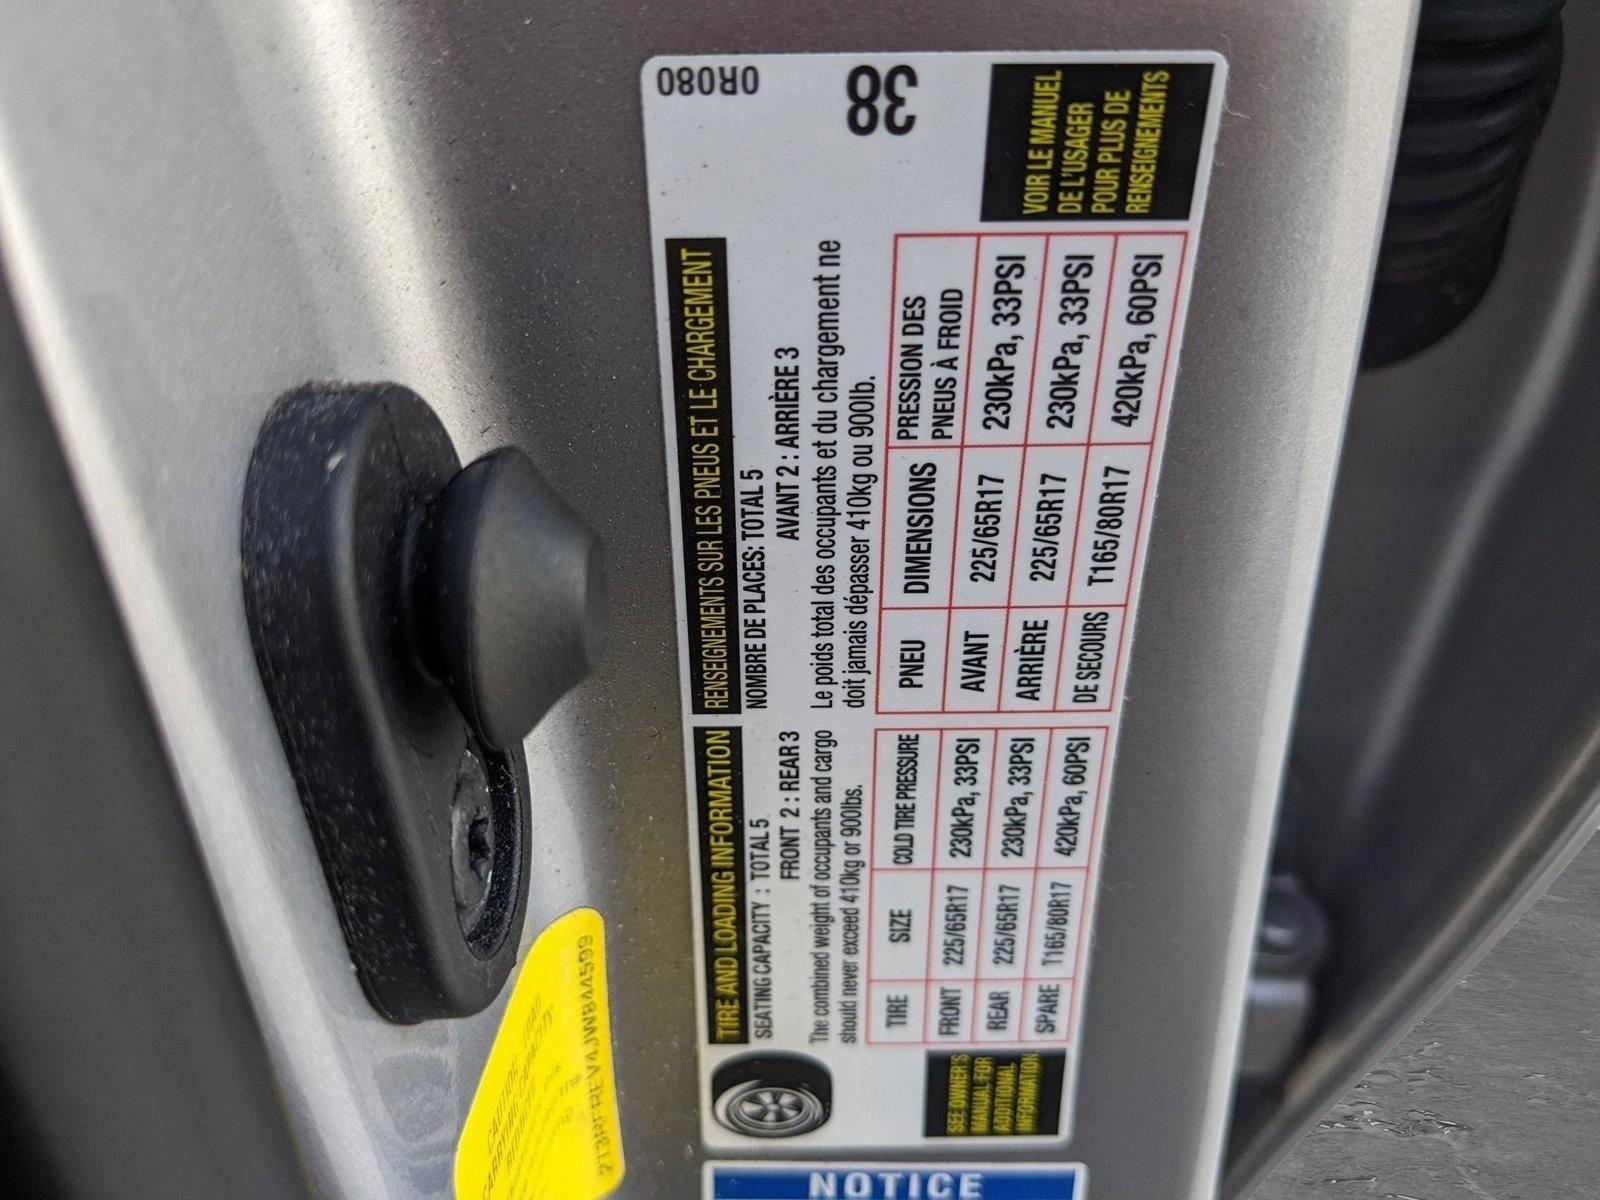 TIRE AND LOADING INFORMATION
SEATING CAPACITY : TOTAL 5
FRONT 2 : REAR 3
The combined weight of occupants and cargo
should never exceed 410kg or 900lbs.
TIRE SIZE COLD TIRE PRESSURE
FRONT 225/65R17 230kPa, 33PSI
REAR 225/65R17 230kPa, 33PSI
SPARE T165/80R17 420kPa, 60PSI
SEE OWNER'S
MANUAL FOR
ADDITIONAL
INFORMATION
RENSEIGNEMENTS SUR LES PNEUS ET LE CHARGEMENT
NOMBRE DE PLACES: TOTAL 5
AVANT 2 : ARRIÈRE 3
Le poids total des occupants et du chargement ne
doit jamais dépasser 410kg ou 900lb.
PNEU DIMENSIONS PRESSION DES
PNEUS À FROID
AVANT 225/65R17 230kPa, 33PSI
ARRIÈRE 225/65R17 230kPa, 33PSI
DE SECOURS T165/80R17 420kPa, 60PSI
0R080
38
VOIR LE MANUEL
DE L'USAGER
POUR PLUS DE
RENSEIGNEMENTS
CAUTION: LOAD
CARRYING CAPACITY
2T3RFREV4JW844599
NOTICE